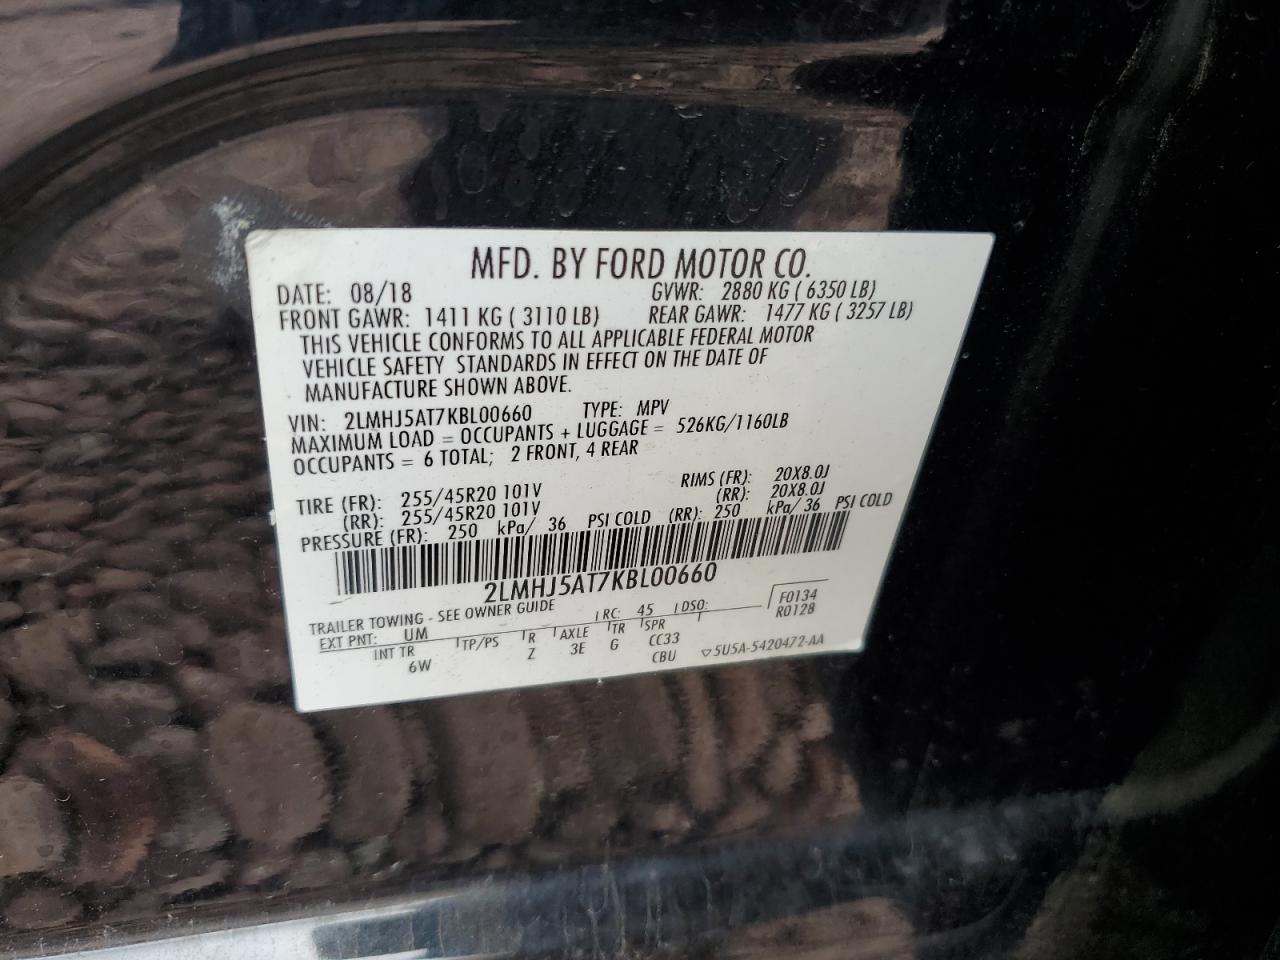 MFD. BY FORD MOTOR CO.
DATE: 08/18 GVWR: 2880 KG ( 6350 LB)
FRONT GAWR: 1411 KG ( 3110 LB) REAR GAWR: 1477 KG ( 3257 LB)
THIS VEHICLE CONFORMS TO ALL APPLICABLE FEDERAL MOTOR
VEHICLE SAFETY STANDARDS IN EFFECT ON THE DATE OF
MANUFACTURE SHOWN ABOVE.
VIN: 2LMHJ5AT7KBL00660 TYPE: MPV
MAXIMUM LOAD = OCCUPANTS + LUGGAGE = 526KG/1160LB
OCCUPANTS = 6 TOTAL; 2 FRONT, 4 REAR
TIRE (FR): 255/45R20 101V RIMS (FR): 20X8.0J
(RR): 255/45R20 101V (RR): 20X8.0J
PRESSURE (FR): 250 kPa/ 36 PSI COLD (RR): 250 kPa/ 36 PSI COLD
2LMHJ5AT7KBL00660
TRAILER TOWING - SEE OWNER GUIDE RC: 45 DSO: F0134
R0128
EXT PNT: UM
INT TR TP/PS R AXLE TR SPR
6W Z 3E G CC33
CBU ▽5U5A-5420472-AA